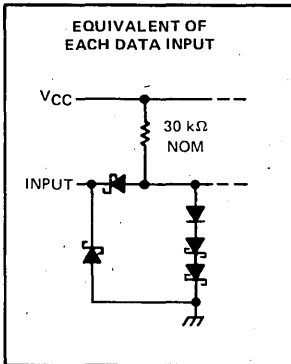 EQUIVALENT OF
EACH DATA INPUT
VCC
30 kΩ
NOM
INPUT